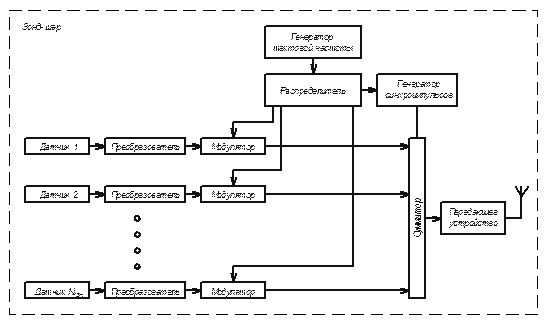 Зонд-шар
Генератор
тактовой частоты
Распределитель
Генератор
синхроимпульсов
Датчик 1
Преобразователь
Модулятор
Датчик 2
Преобразователь
Модулятор
Сумматор
Передающее
устройство
Датчик
Преобразователь
Модулятор